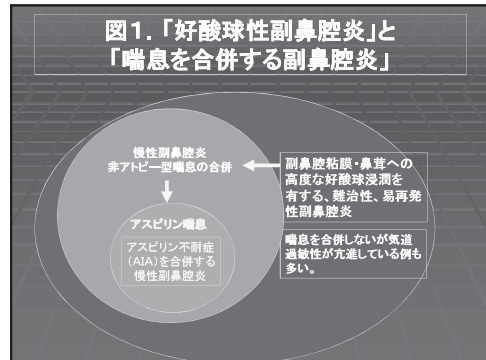 図1.「好酸球性副鼻腔炎」と
「喘息を合併する副鼻腔炎」
慢性副鼻腔炎
非アトピー型喘息の合併
アスピリン喘息
アスピリン不耐症
(AIA)を合併する
慢性副鼻腔炎
副鼻腔粘膜・鼻茸への
高度な好酸球浸潤を
有する、難治性、易再発
性副鼻腔炎
喘息を合併しないが気道
過敏性が亢進している例も
多い。